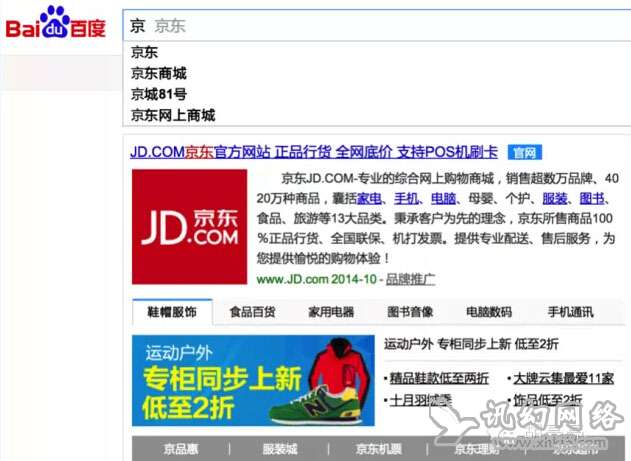 Bai du 百度
京 京东
京东
京东商城
京城81号
京东网上商城
JD.COM京东官方网站 正品行货 全网底价 支持POS机刷卡 官网
京东JD.COM-专业的综合网上购物商城，销售超数万品牌、40
20万种商品，囊括家电、手机、电脑、母婴、个护、服装、图书、
食品、旅游等13大品类。秉承客户为先的理念，京东所售商品100
%正品行货、全国联保、机打发票。提供专业配送、售后服务，为
您提供愉悦的购物体验！
JD 京东
.COM
www.JD.com 2014-10 - 品牌推广
鞋帽服饰 食品百货 家用电器 图书音像 电脑数码 手机通讯
运动户外
专柜同步上新
低至2折
运动户外 专柜同步上新 低至2折
·精品鞋款低至两折 ·大牌云集最爱11家
·十月羽绒季 ·饰品低至2折
讯幻网络
京品惠 | 服装城 | 京东机票 | 京东理财 | 京东超市